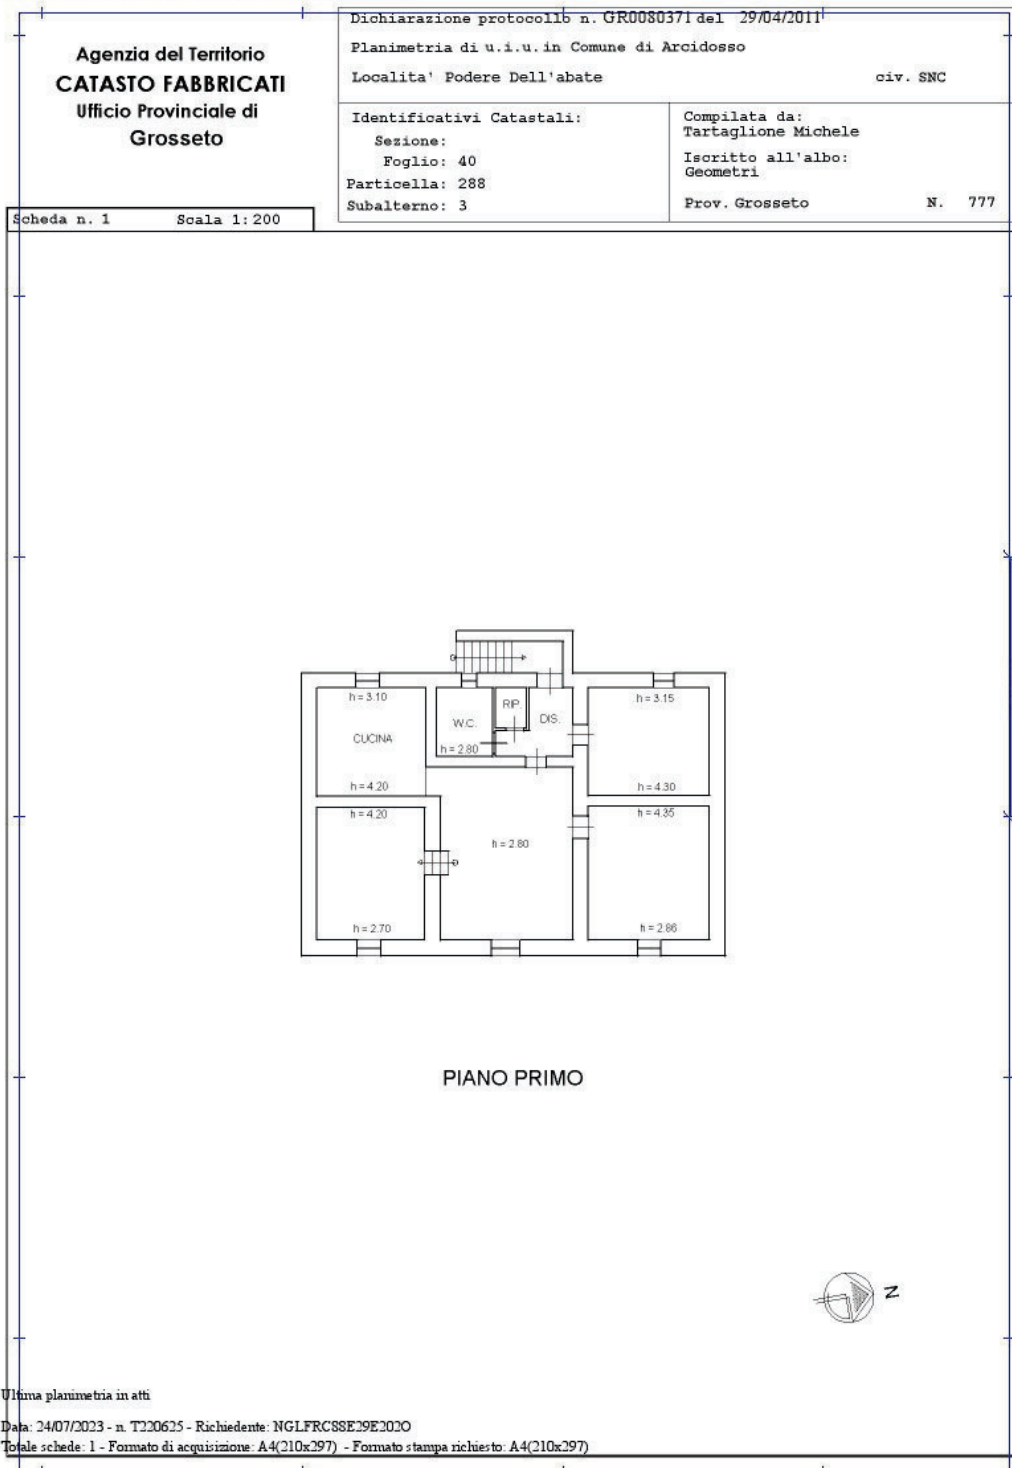 Agenzia del Territorio
CATASTO FABBRICATI
Ufficio Provinciale di
Grosseto
Scheda n. 1 Scala 1:200
Dichiarazione protocollo n. GR0080371 del 29/04/2011
Planimetria di u.i.u. in Comune di Arcidosso
Localita' Podere Dell'abate civ. SNC
Identificativi Catastali:
Sezione:
Foglio: 40
Particella: 288
Subalterno: 3
Compilata da:
Tartaglione Michele
Iscritto all'albo:
Geometri
Prov. Grosseto N. 777
h = 3.10
CUCINA
h = 4.20
W.C.
h = 2.80
RIP.
DIS.
h = 3.15
h = 4.30
h = 4.20
h = 2.70
h = 2.80
h = 4.35
h = 2.86
PIANO PRIMO
N
Ultima planimetria in atti
Data: 24/07/2023 - n. T220625 - Richiedente: NGLFRC88E29E202O
Totale schede: 1 - Formato di acquisizione: A4(210x297) - Formato stampa richiesto: A4(210x297)